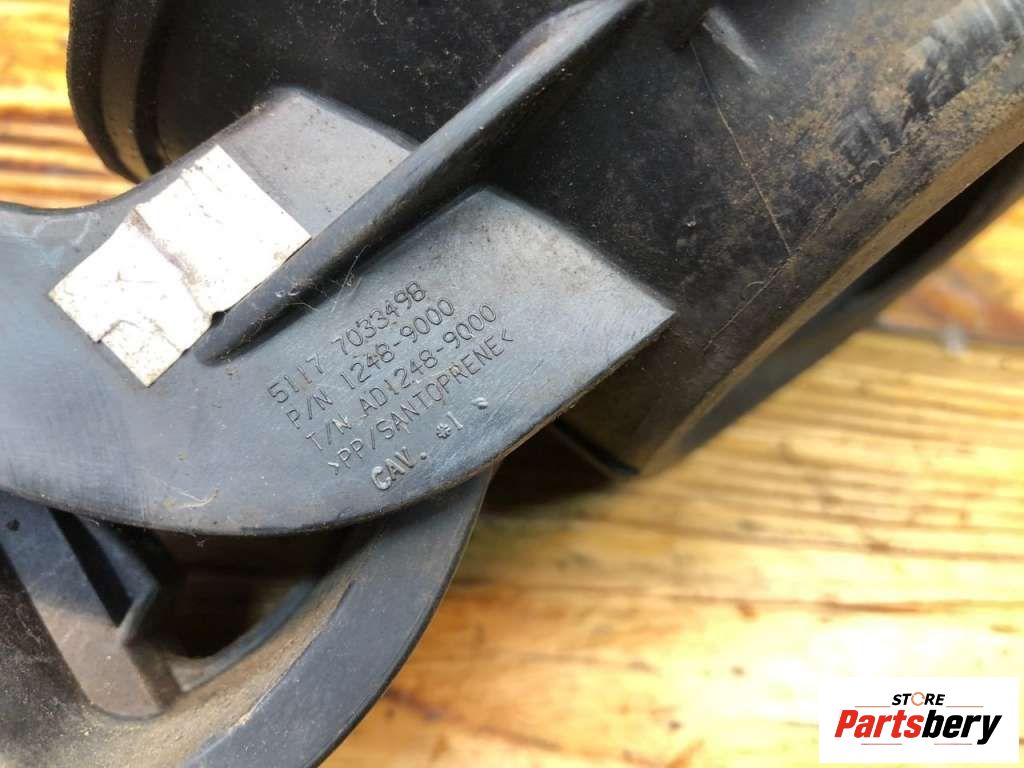 5117 7033498
P/N 1248-9000
T/N AD1248-9000
>PP/SANTOPRENE<
CAV. *1
STORE
Partsbery